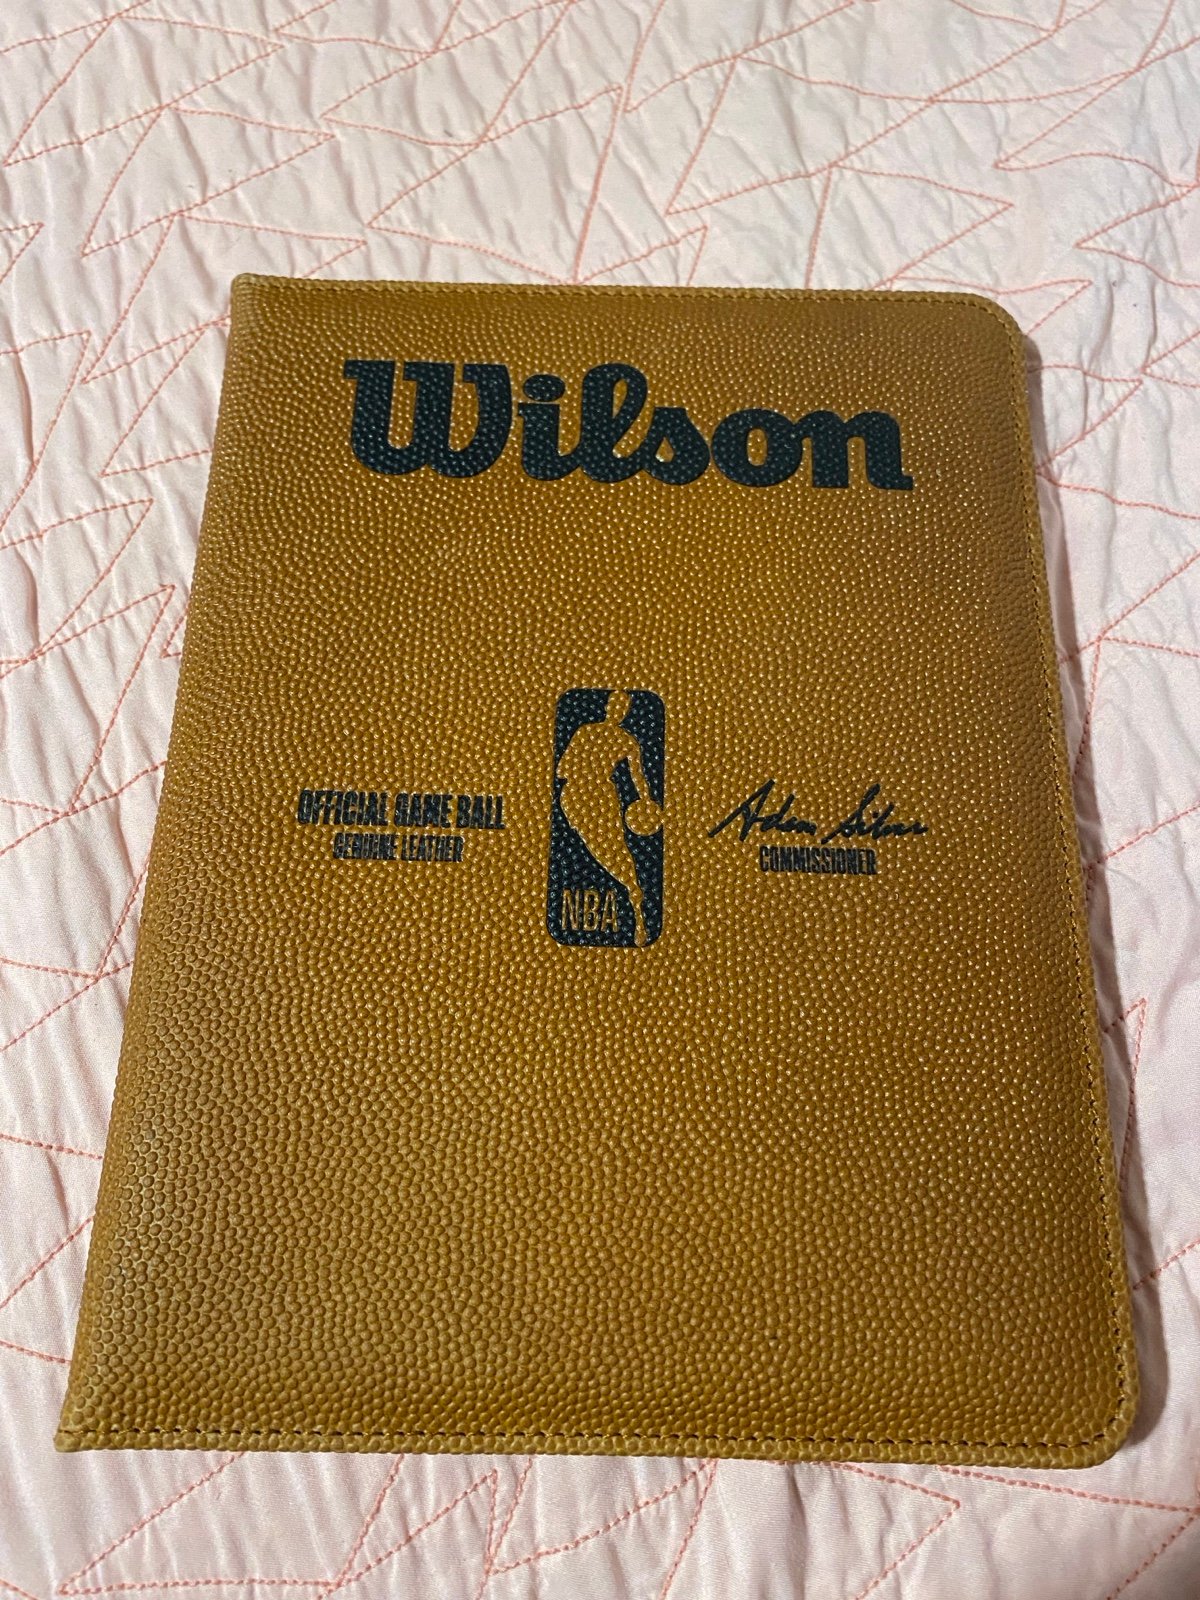 Wilson
OFFICIAL GAME BALL
GENUINE LEATHER
NBA
Adam Silver
COMMISSIONER